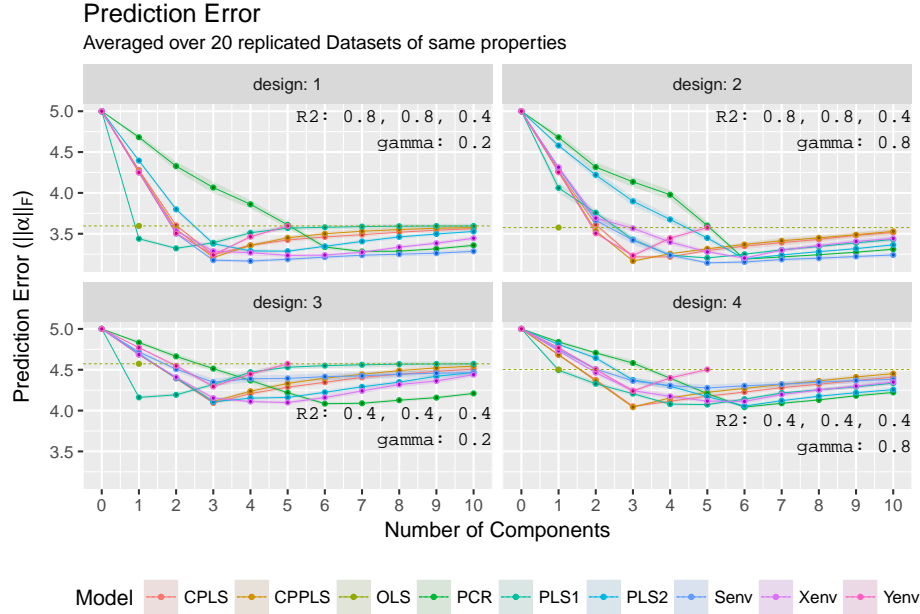 Prediction Error
Averaged over 20 replicated Datasets of same properties
design: 1
design: 2
R2: 0.8, 0.8, 0.4
gamma: 0.2
R2: 0.8, 0.8, 0.4
gamma: 0.8
5.0
4.5
4.0
3.5
design: 3
design: 4
R2: 0.4, 0.4, 0.4
gamma: 0.2
R2: 0.4, 0.4, 0.4
gamma: 0.8
5.0
4.5
4.0
3.5
Prediction Error (||α||F)
0 1 2 3 4 5 6 7 8 9 10
0 1 2 3 4 5 6 7 8 9 10
Number of Components
Model CPLS CPPLS OLS PCR PLS1 PLS2 Senv Xenv Yenv